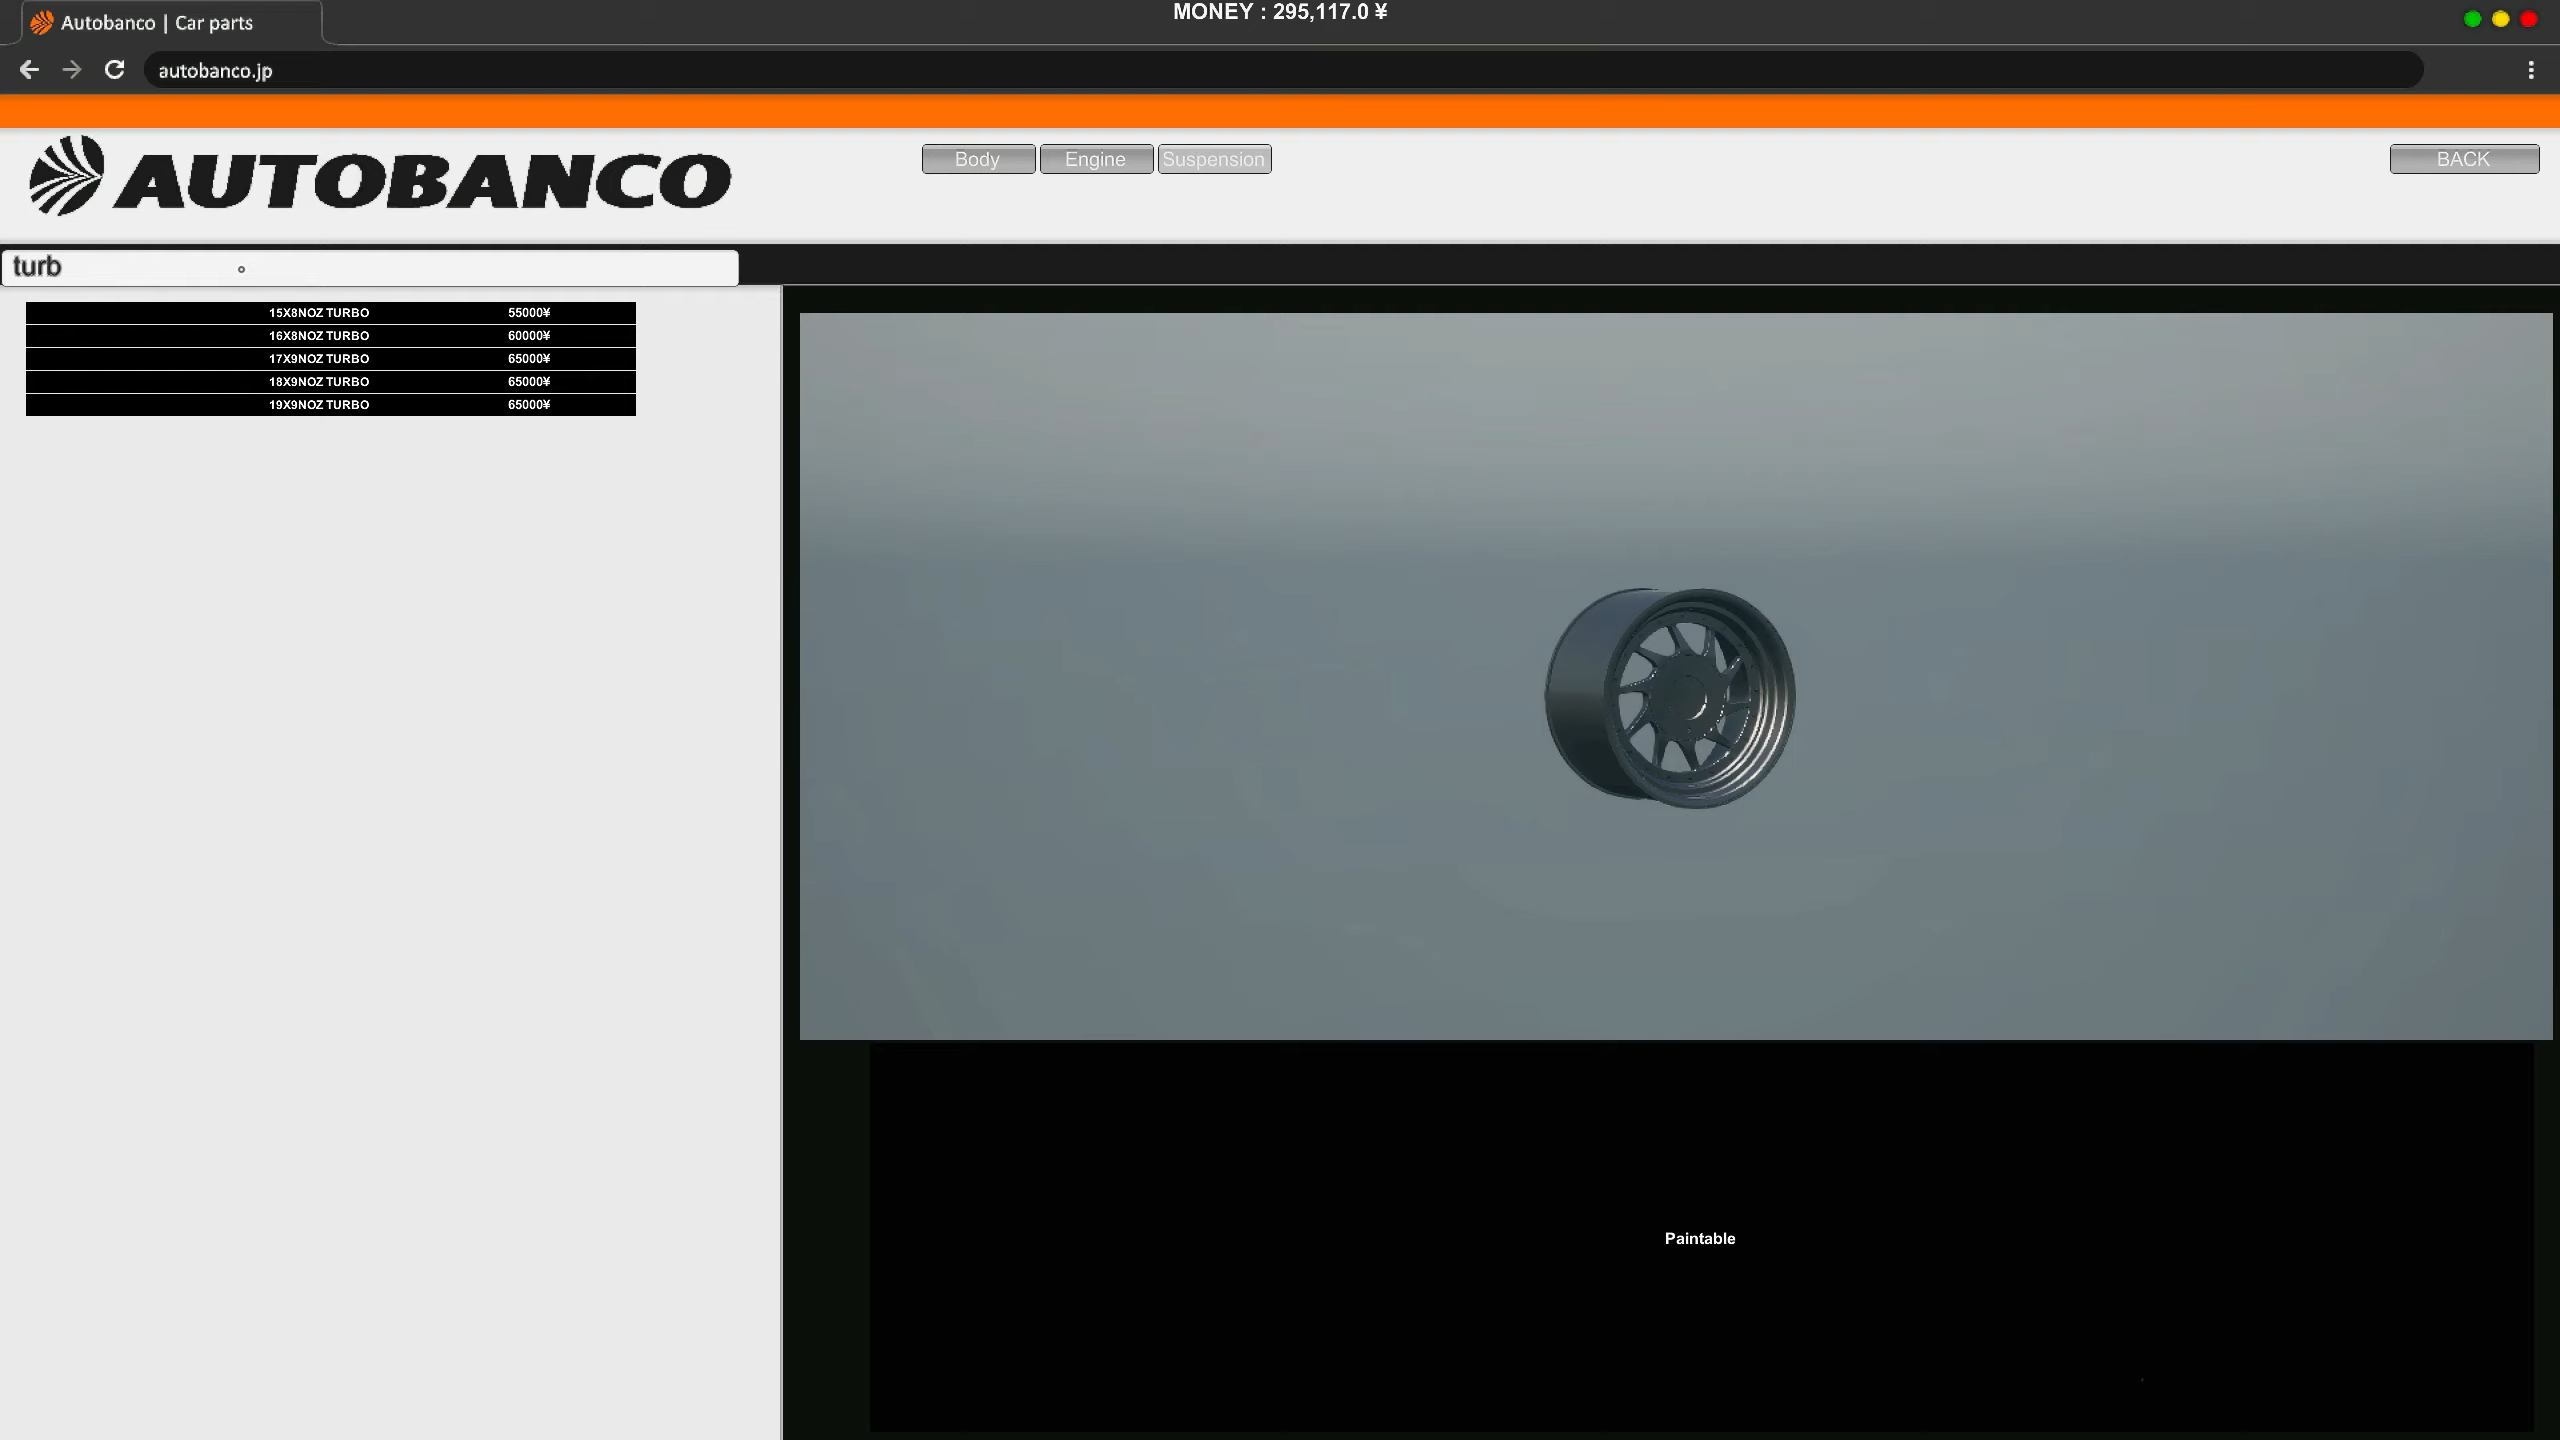 Autobanco | Car parts
MONEY : 295,117.0 ¥
autobanco.jp
AUTOBANCO
Body
Engine
Suspension
BACK
turb
15X8NOZ TURBO 55000¥
16X8NOZ TURBO 60000¥
17X9NOZ TURBO 65000¥
18X9NOZ TURBO 65000¥
19X9NOZ TURBO 65000¥
Paintable